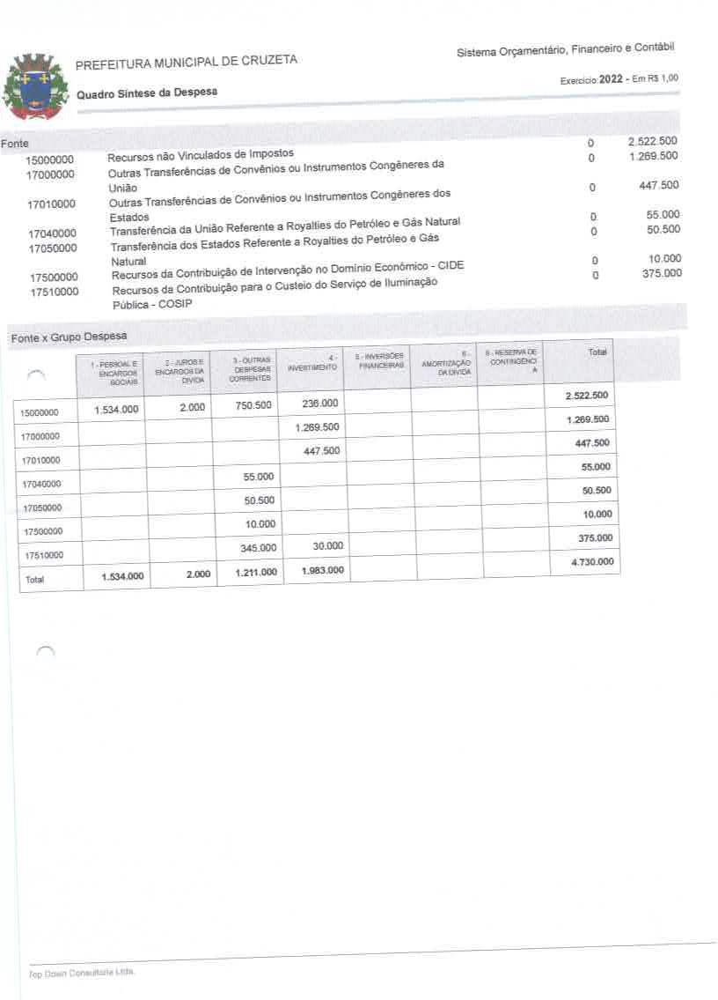 PREFEITURA MUNICIPAL DE CRUZETA
Sistema Orçamentário, Financeiro e Contábil
Quadro Síntese da Despesa
Exercício: 2022 - Em R$ 1,00
Fonte
15000000 Recursos não Vinculados de Impostos 0 2.522.500
17000000 Outras Transferências de Convênios ou Instrumentos Congêneres da 0 1.269.500
União
17010000 Outras Transferências de Convênios ou Instrumentos Congêneres dos 0 447.500
Estados
17040000 Transferência da União Referente a Royalties do Petróleo e Gás Natural 0 55.000
17050000 Transferência dos Estados Referente a Royalties do Petróleo e Gás 0 50.500
Natural
17500000 Recursos da Contribuição de Intervenção no Domínio Econômico - CIDE 0 10.000
17510000 Recursos da Contribuição para o Custeio do Serviço de Iluminação 0 375.000
Pública - COSIP
Fonte x Grupo Despesa
1 - PESSOAL E ENCARGOS SOCIAIS 2 - JUROS E ENCARGOS DA DIVIDA 3 - OUTRAS DESPESAS CORRENTES 4 - INVESTIMENTO 5 - INVERSÕES FINANCEIRAS 6 - AMORTIZAÇÃO DA DIVIDA 9 - RESERVA DE CONTINGENCIA Total
15000000 1.534.000 2.000 750.500 236.000 2.522.500
17000000 1.269.500 1.269.500
17010000 447.500 447.500
17040000 55.000 55.000
17050000 50.500 50.500
17500000 10.000 10.000
17510000 345.000 30.000 375.000
Total 1.534.000 2.000 1.211.000 1.983.000 4.730.000
Top Down Consultoria Ltda.